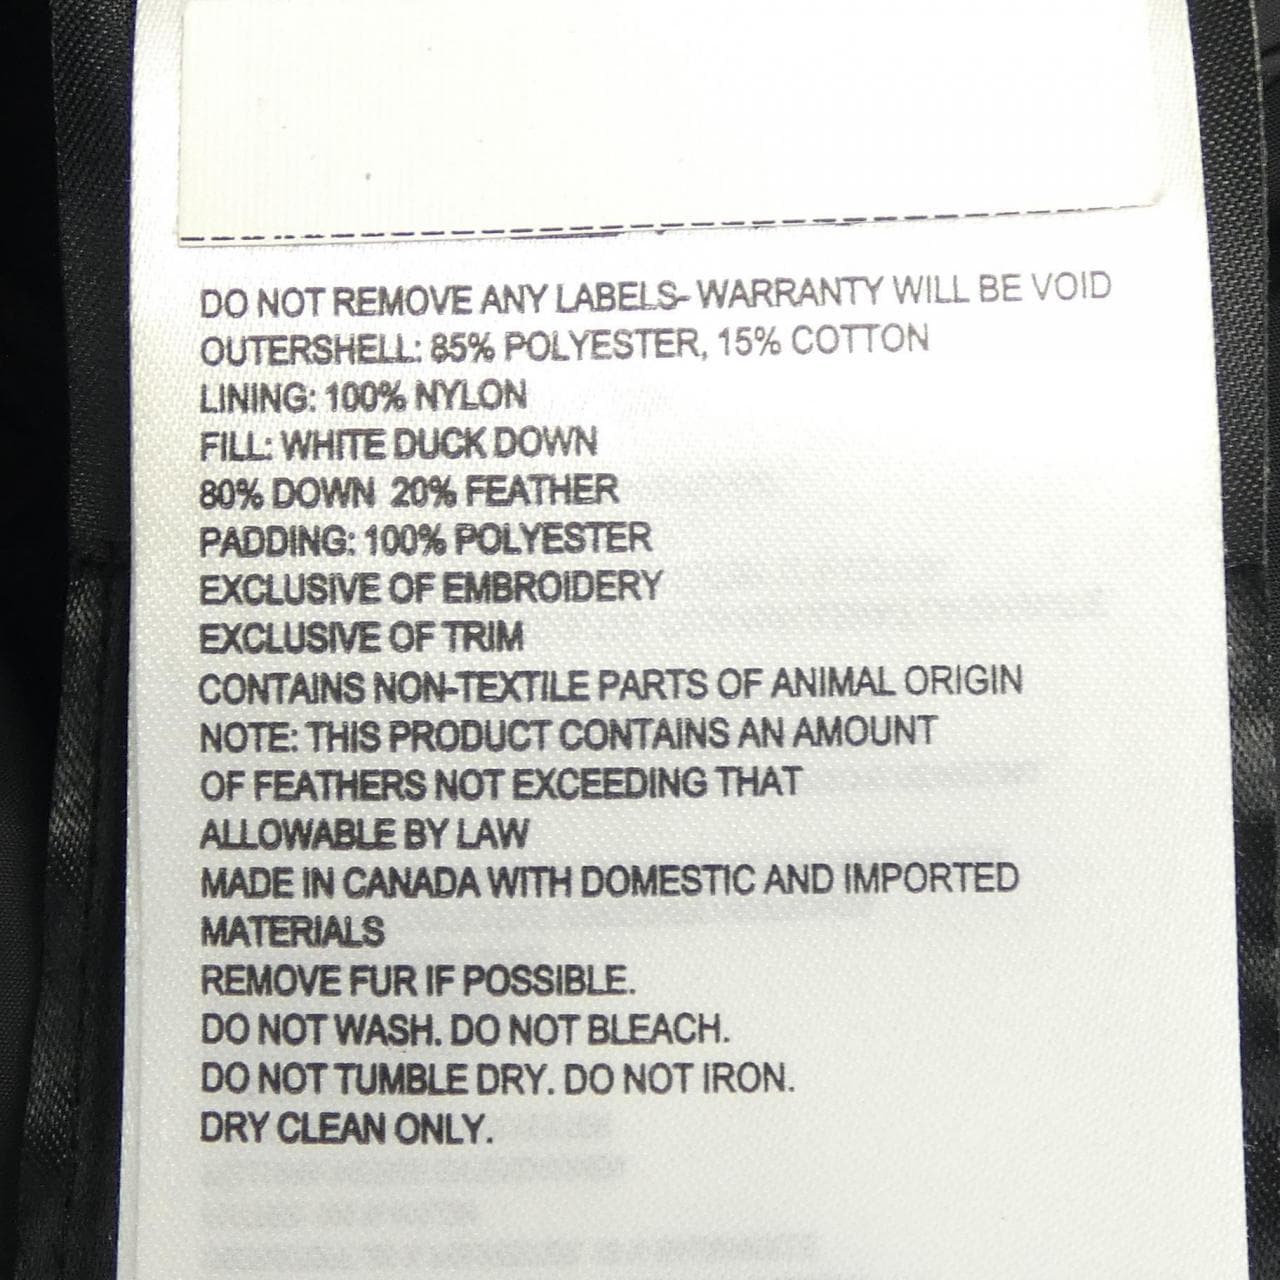 DO NOT REMOVE ANY LABELS- WARRANTY WILL BE VOID
OUTERSHELL: 85% POLYESTER, 15% COTTON
LINING: 100% NYLON
FILL: WHITE DUCK DOWN
80% DOWN 20% FEATHER
PADDING: 100% POLYESTER
EXCLUSIVE OF EMBROIDERY
EXCLUSIVE OF TRIM
CONTAINS NON-TEXTILE PARTS OF ANIMAL ORIGIN
NOTE: THIS PRODUCT CONTAINS AN AMOUNT
OF FEATHERS NOT EXCEEDING THAT
ALLOWABLE BY LAW
MADE IN CANADA WITH DOMESTIC AND IMPORTED
MATERIALS
REMOVE FUR IF POSSIBLE.
DO NOT WASH. DO NOT BLEACH.
DO NOT TUMBLE DRY. DO NOT IRON.
DRY CLEAN ONLY.